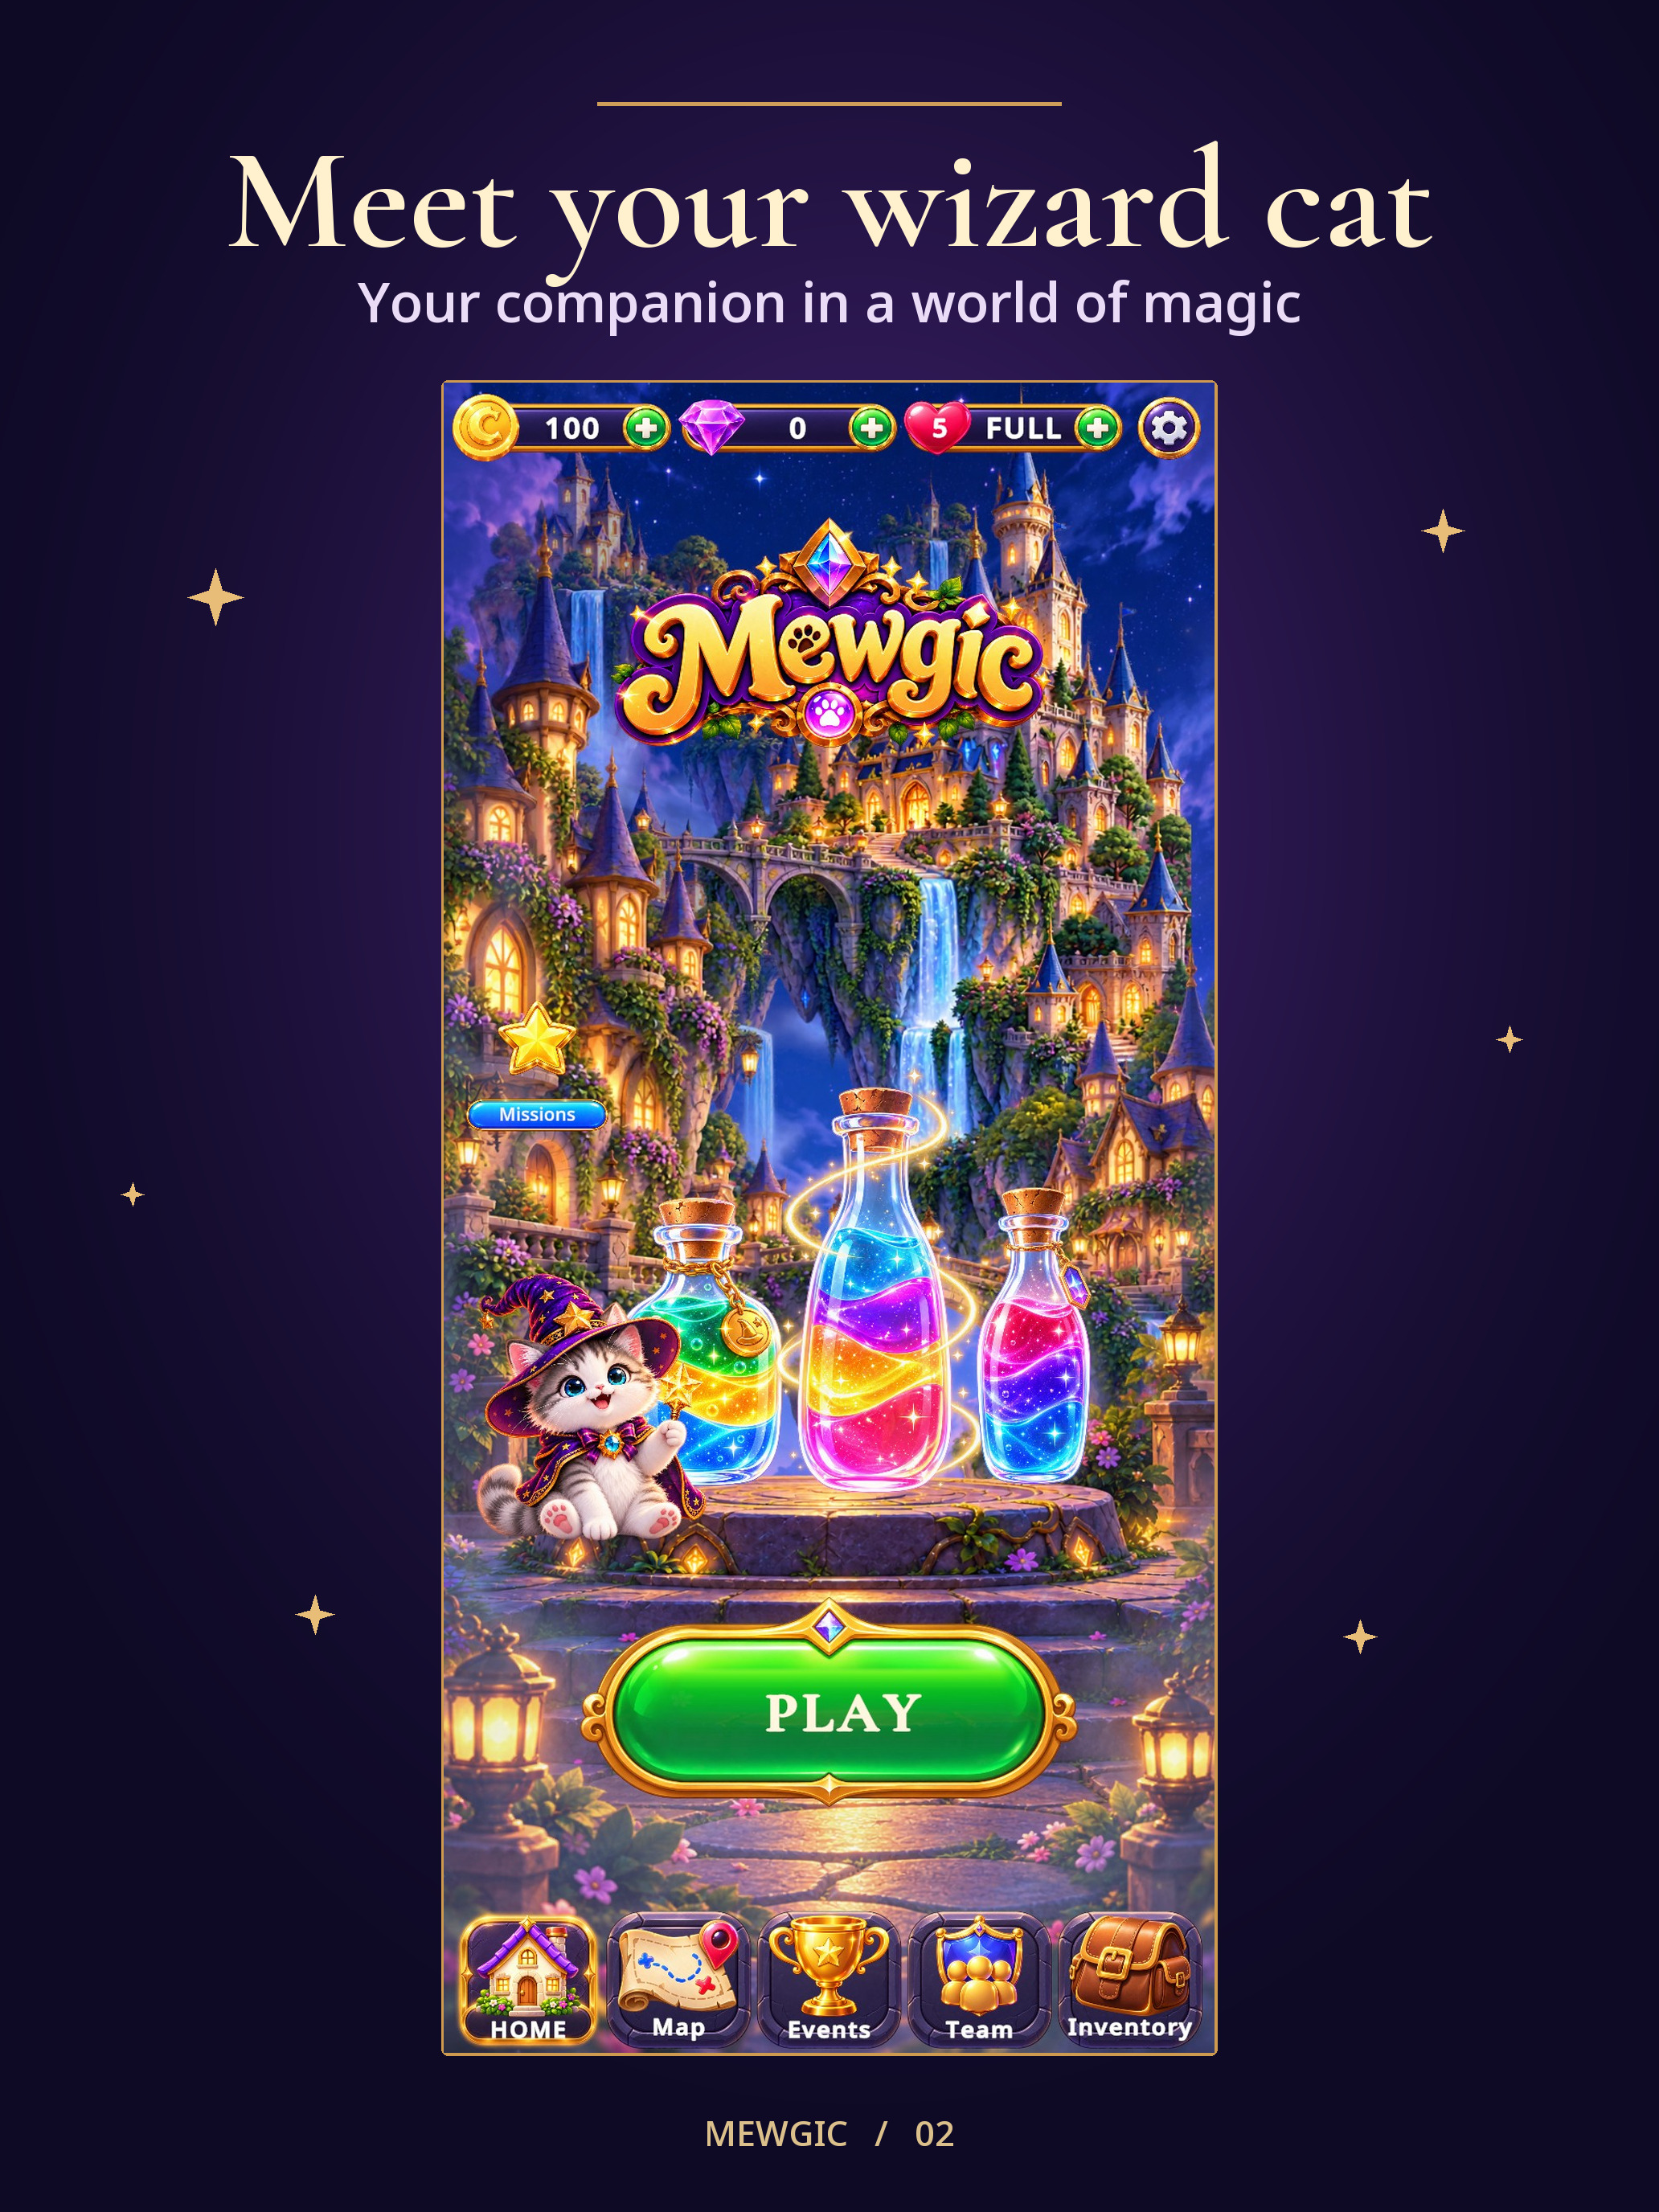 Meet your wizard cat
Your companion in a world of magic
100 0 5 FULL
Mewgic
Missions
PLAY
HOME Map Events Team Inventory
MEWGIC / 02